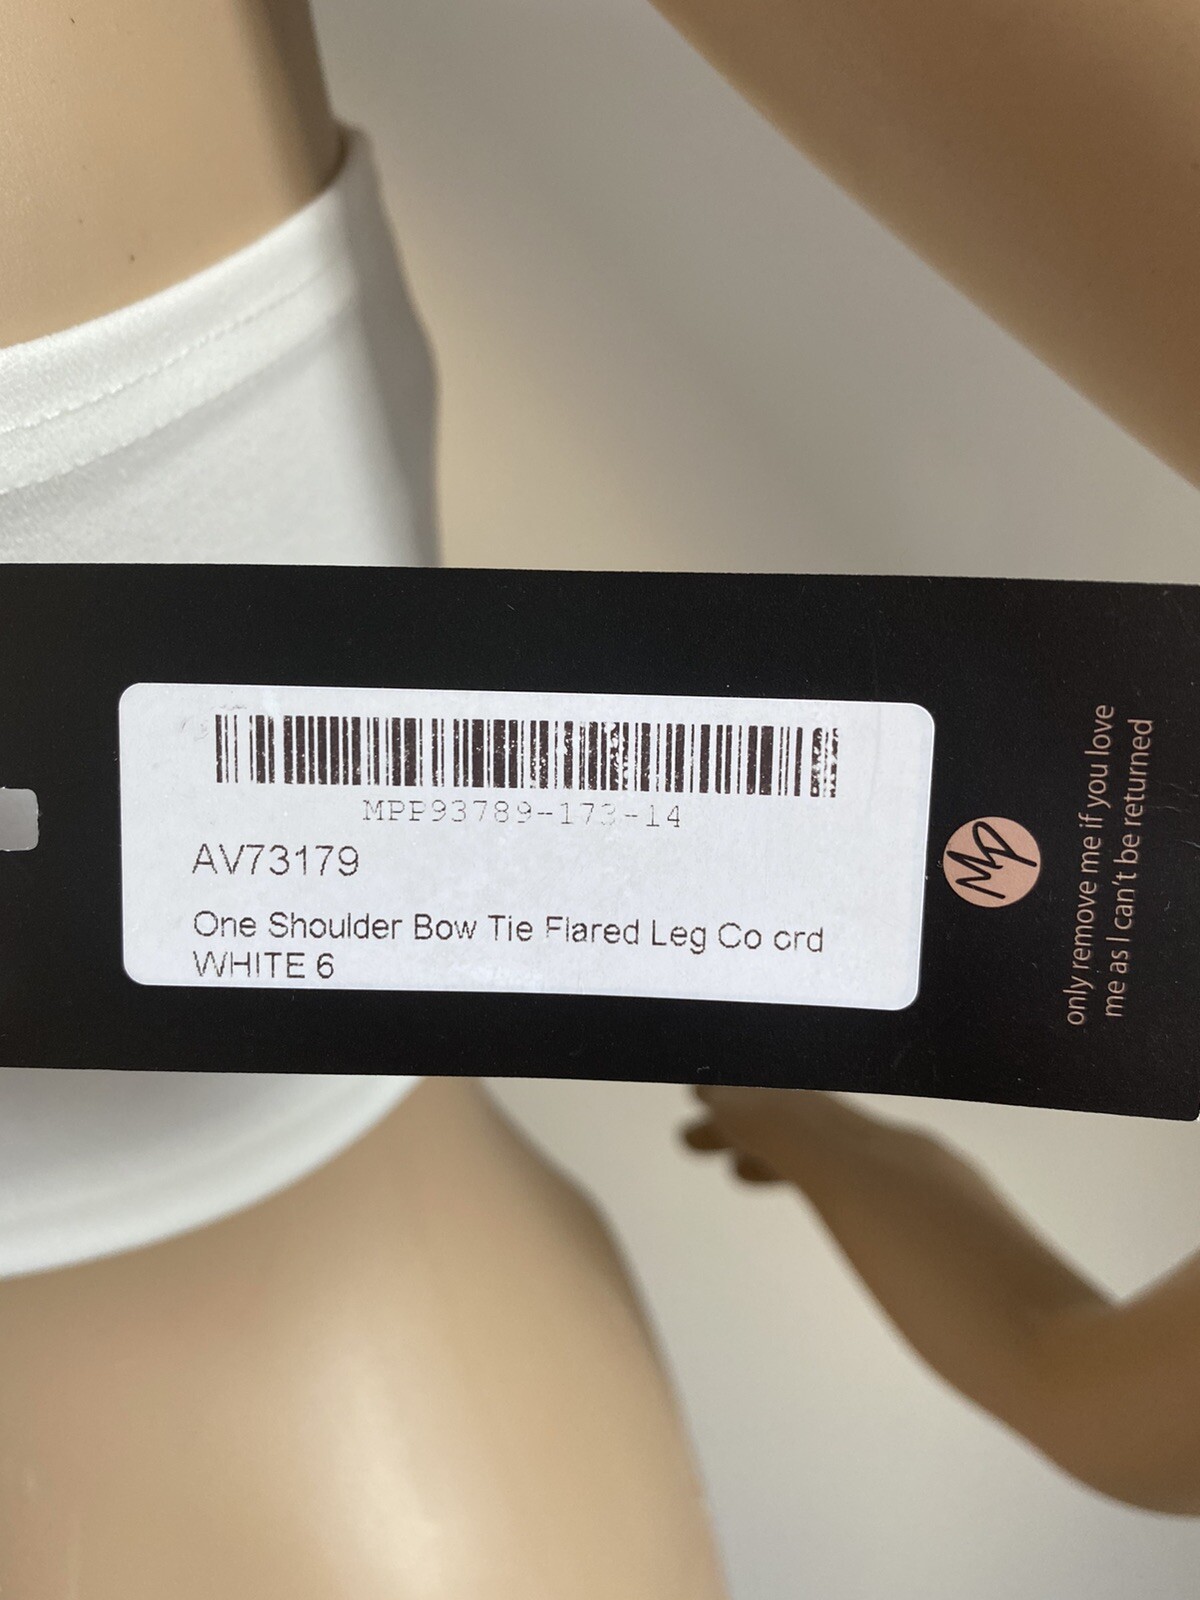 MPP93789-173-14
AV73179
One Shoulder Bow Tie Flared Leg Co ord
WHITE 6
Mp
only remove me if you love
me as I can't be returned